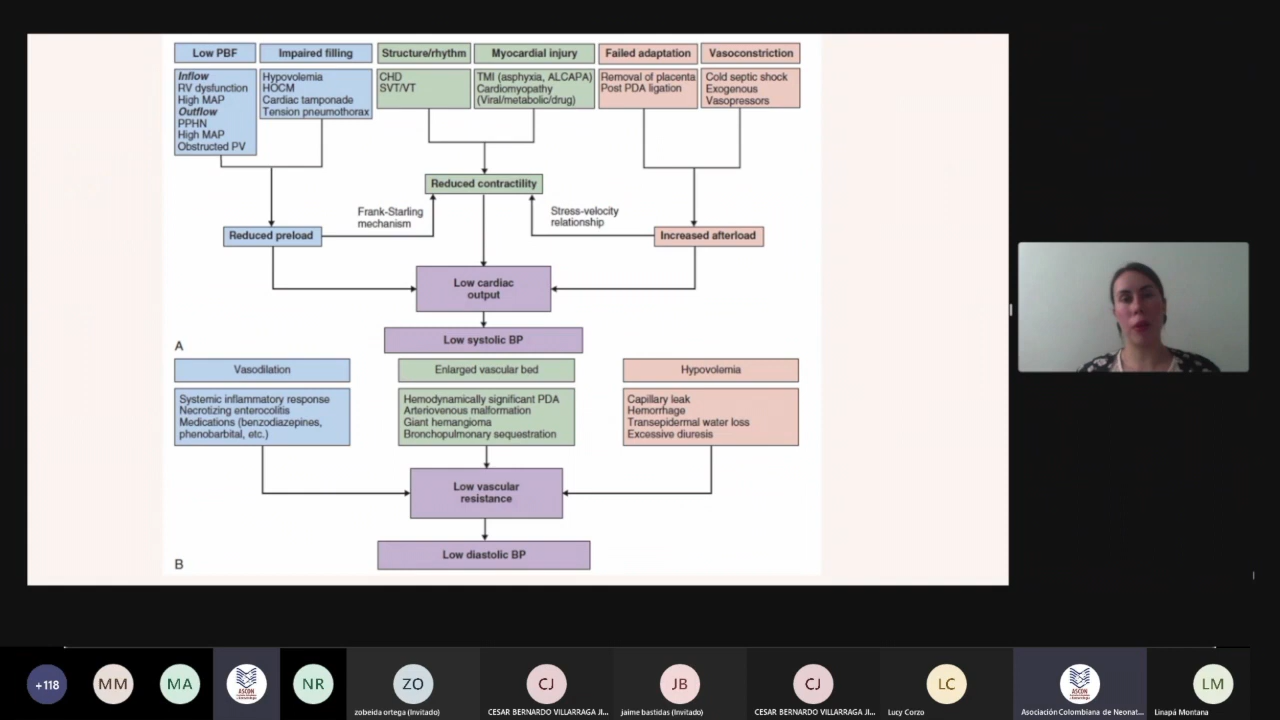 Low PBF
Impaired filling
Structure/rhythm
Myocardial injury
Failed adaptation
Vasoconstriction
Inflow
RV dysfunction
High MAP
Outflow
PPHN
High MAP
Obstructed PV
Hypovolemia
HOCM
Cardiac tamponade
Tension pneumothorax
CHD
SVT/VT
TMI (asphyxia, ALCAPA)
Cardiomyopathy
(Viral/metabolic/drug)
Removal of placenta
Post PDA ligation
Cold septic shock
Exogenous
Vasopressors
Reduced contractility
Frank-Starling
mechanism
Stress-velocity
relationship
Reduced preload
Increased afterload
Low cardiac
output
Low systolic BP
A
Vasodilation
Enlarged vascular bed
Hypovolemia
Systemic inflammatory response
Necrotizing enterocolitis
Medications (benzodiazepines,
phenobarbital, etc.)
Hemodynamically significant PDA
Arteriovenous malformation
Giant hemangioma
Bronchopulmonary sequestration
Capillary leak
Hemorrhage
Transepidermal water loss
Excessive diuresis
Low vascular
resistance
Low diastolic BP
B
+118
MM
MA
ASCON
NR
ZO
CJ
JB
CJ
LC
ASCON
LM
zobeida ortega (Invitado)
CESAR BERNARDO VILLARRAGA JI...
jaime bastidas (Invitado)
CESAR BERNARDO VILLARRAGA JI...
Lucy Corzo
Asociación Colombiana de Neonat...
Linapá Montana